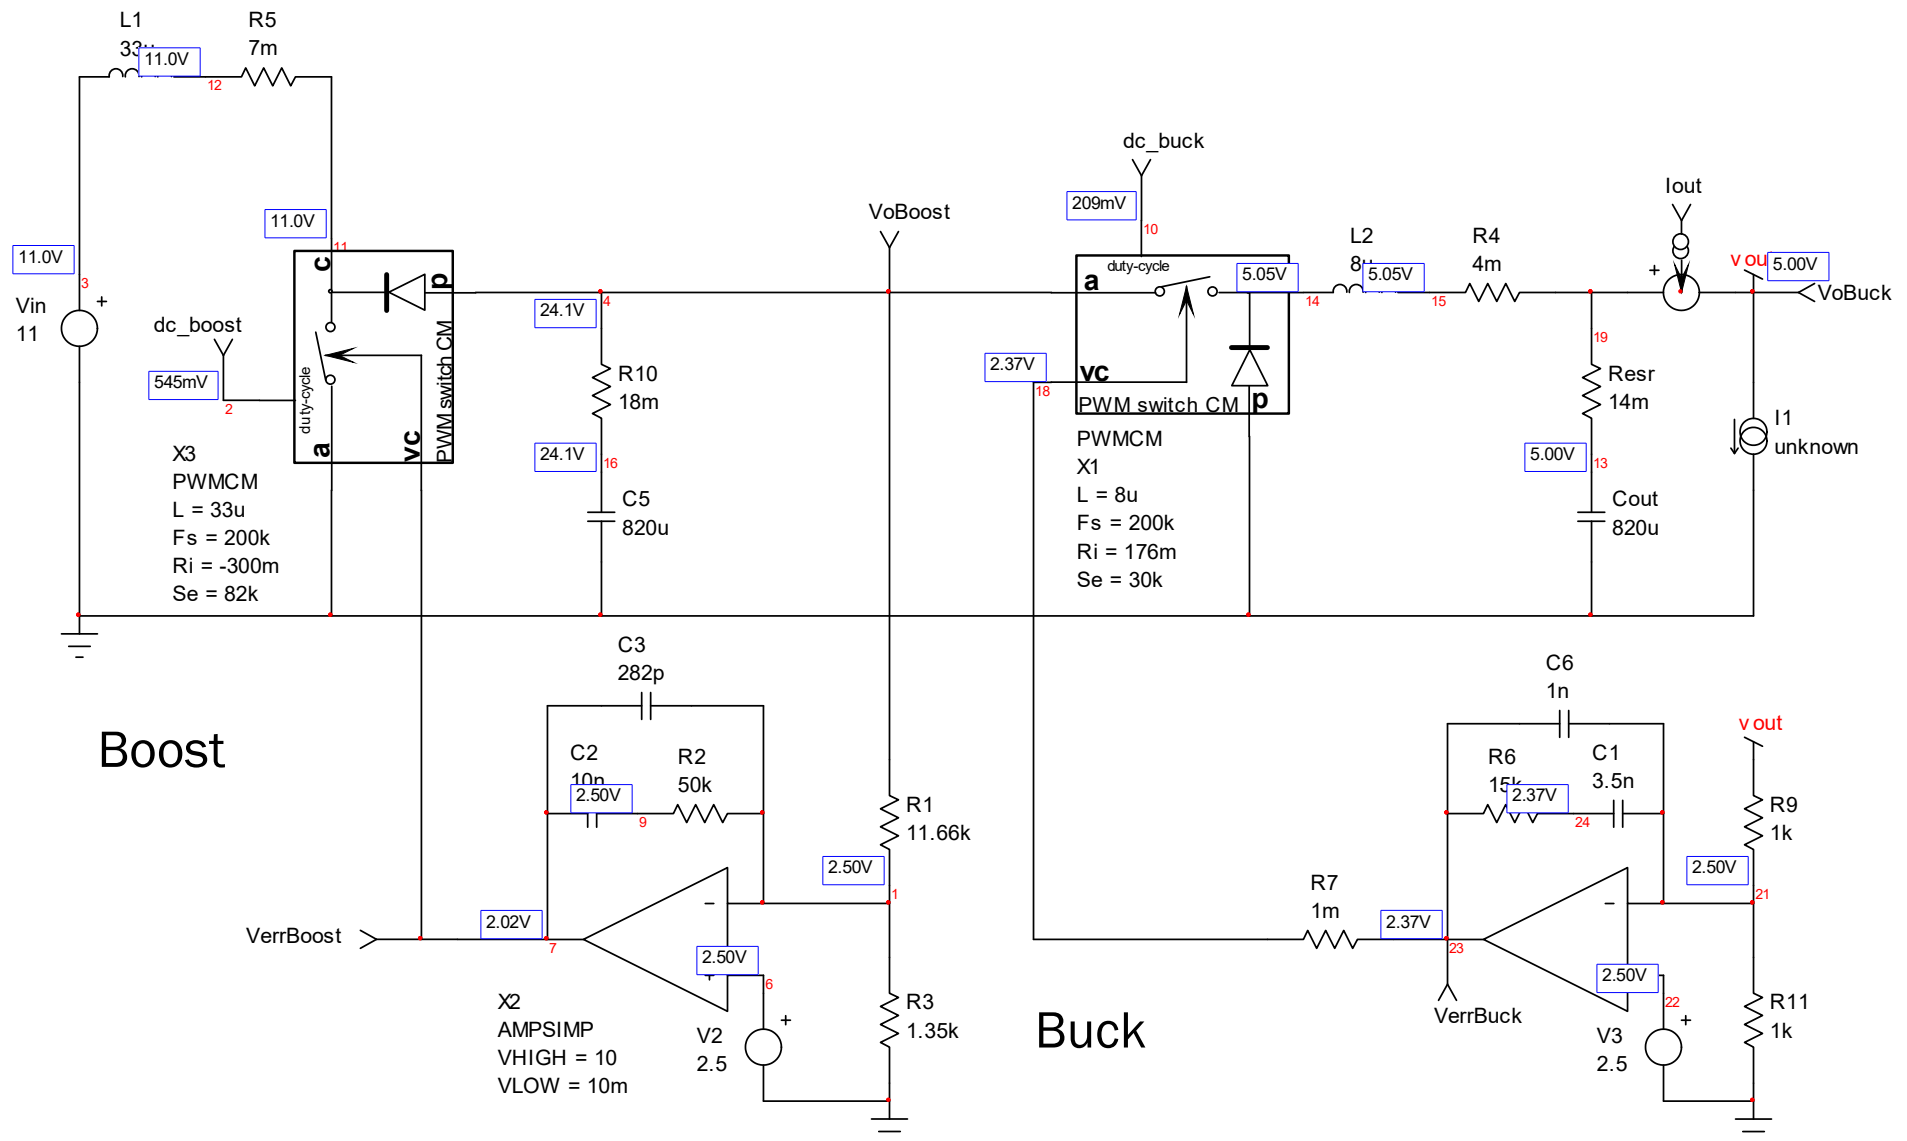 L1
33u
11.0V
12
R5
7m
11.0V
11
11.0V
3
Vin
11
+
dc_boost
545mV
2
c
p
a
vc
duty-cycle
PWM switch CM
X3
PWMCM
L = 33u
Fs = 200k
Ri = -300m
Se = 82k
24.1V
4
R10
18m
24.1V
16
C5
820u
VoBoost
dc_buck
209mV
10
duty-cycle
a
vc
PWM switch CM
p
2.37V
18
PWMCM
X1
L = 8u
Fs = 200k
Ri = 176m
Se = 30k
5.05V
14
L2
8u
5.05V
15
R4
4m
Iout
+
vout
5.00V
VoBuck
19
Resr
14m
5.00V
13
Cout
820u
I1
unknown
Boost
C3
282p
C2
10n
2.50V
9
R2
50k
R1
11.66k
2.50V
1
2.02V
7
VerrBoost
−
+
2.50V
6
X2
AMPSIMP
VHIGH = 10
VLOW = 10m
V2
2.5
+
R3
1.35k
Buck
C6
1n
R6
15k
2.37V
24
C1
3.5n
vout
R9
1k
2.50V
21
R7
1m
2.37V
23
VerrBuck
−
2.50V
22
V3
2.5
+
R11
1k